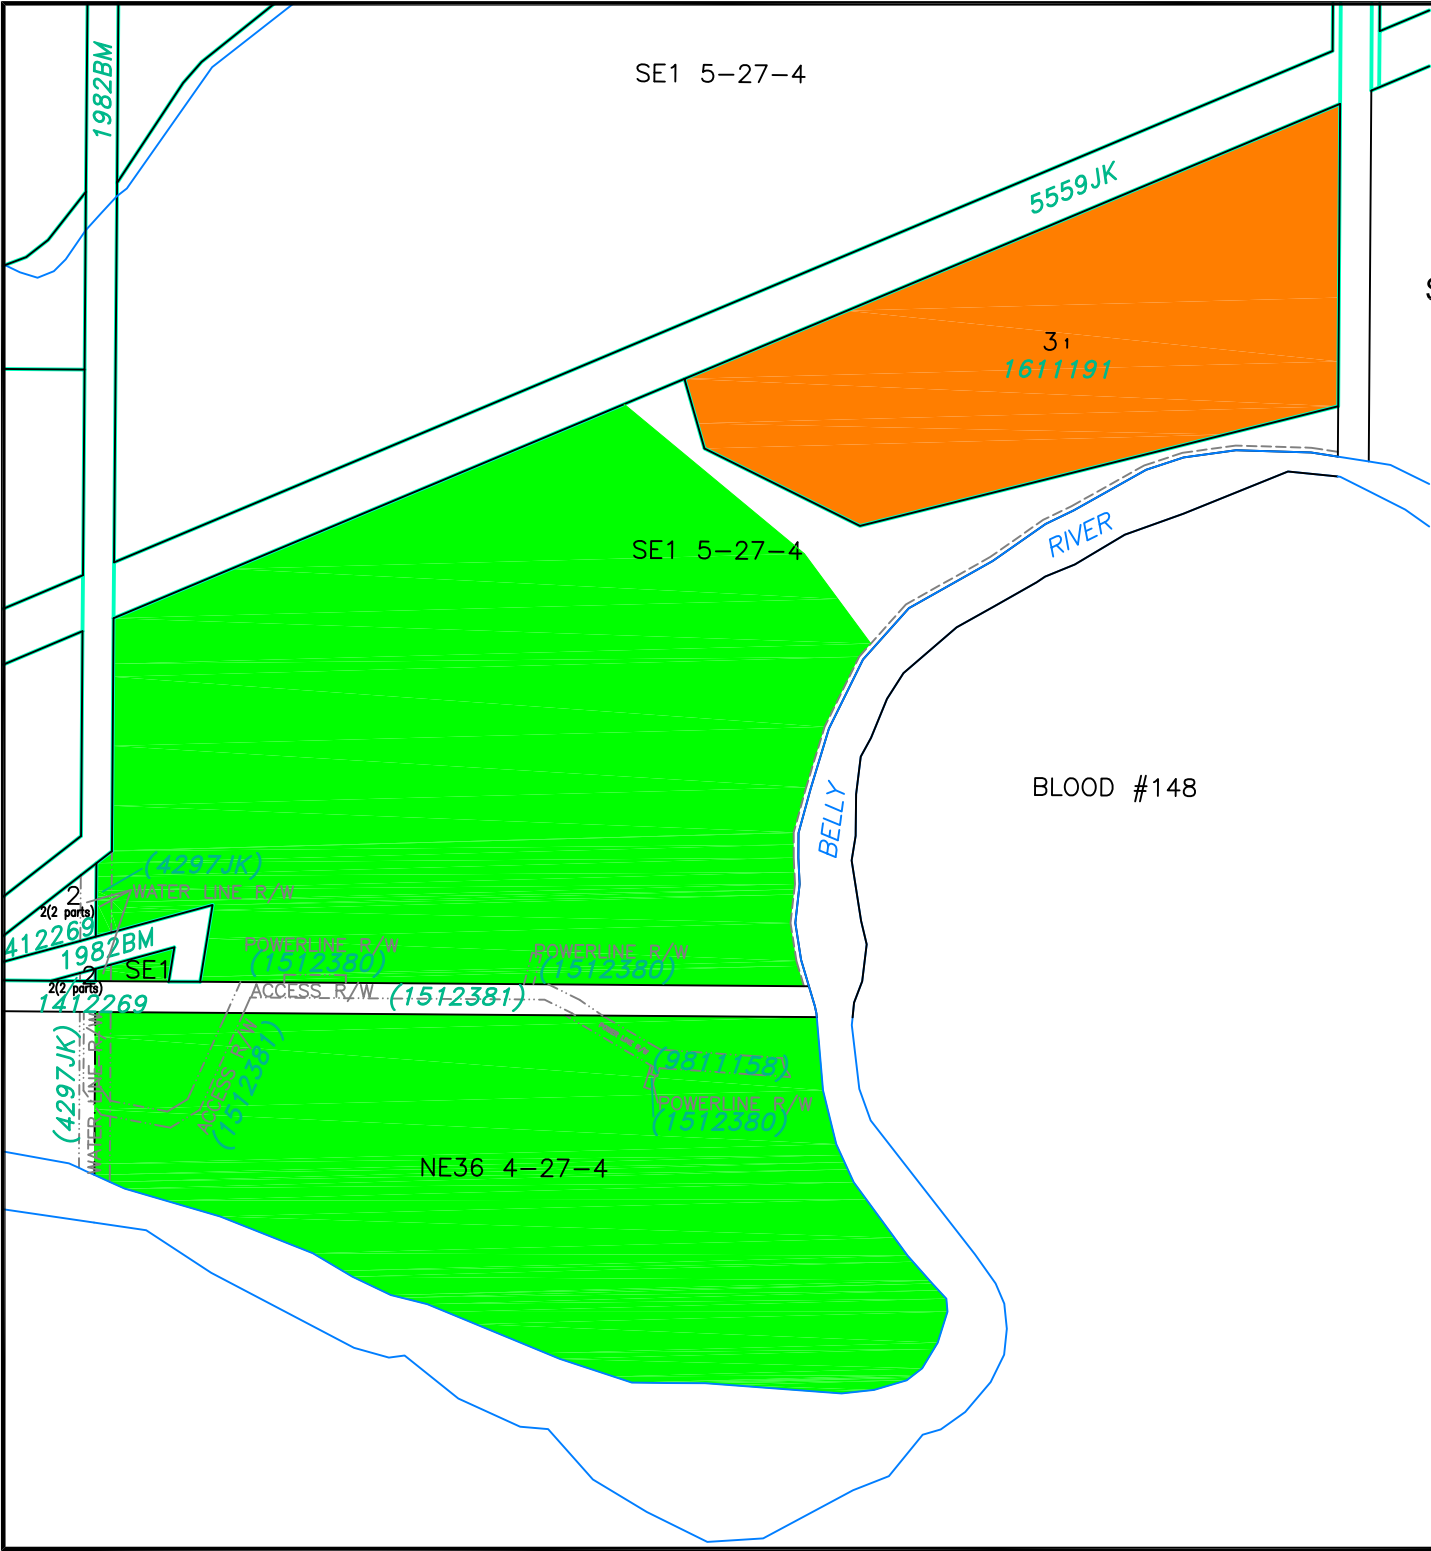 SE1 5-27-4
1982BM
5559JK
3 1
1611191
RIVER
SE1 5-27-4
BLOOD #148
BELLY
(4297JK)
2
WATER LINE R/W
2(2 parts)
412269
1982BM
POWERLINE R/W
(1512380)
POWERLINE R/W
(1512380)
SE1
2
2(2 parts)
1412269
ACCESS R/W
(1512381)
(4297JK)
WATER LINE R/W
ACCESS R/W
(1512381)
(9811158)
POWERLINE R/W
(1512380)
NE36 4-27-4